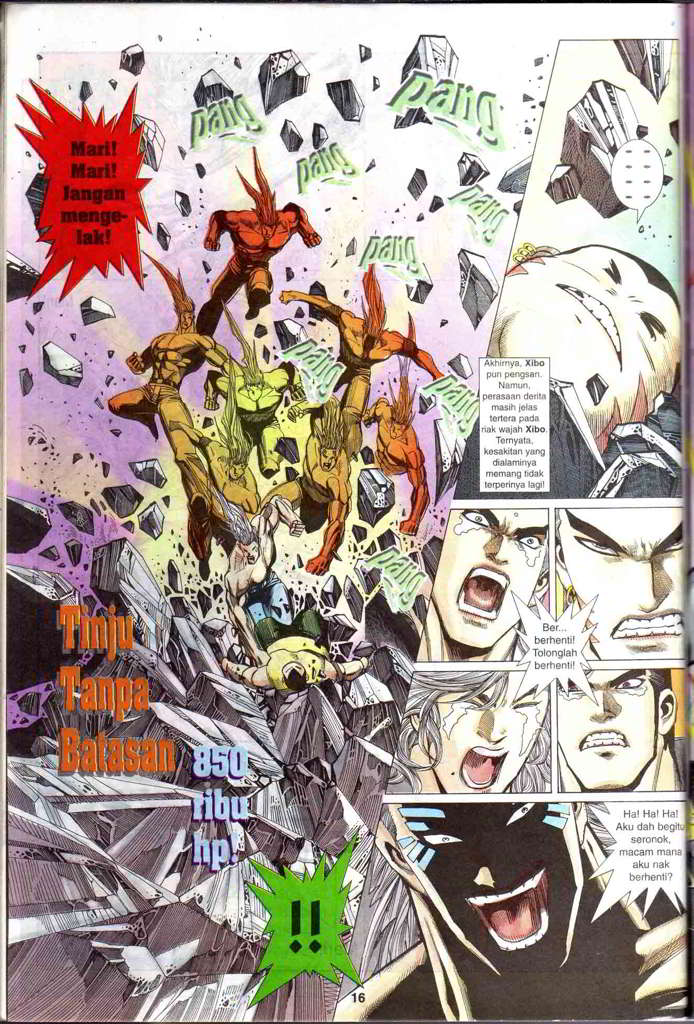 Mari!
Mari!
Jangan
menge-
lak!
pang
pang
pang
pang
pang
pang
pang
pang
Tinju
Tanpa
Batasan
850
ribu
hp!
!!
Akhirnya, Xibo
pun pengsan.
Namun,
perasaan derita
masih jelas
tertera pada
riak wajah Xibo.
Ternyata,
kesakitan yang
dialaminya
memang tidak
terperinya lagi!
Ber...
berhenti!
Tolonglah
berhenti!
Ha! Ha! Ha!
Aku dah begitu
seronok,
macam mana
aku nak
berhenti?
16